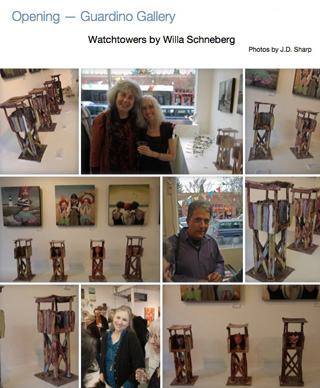 Opening — Guardino Gallery
Watchtowers by Willa Schneberg
Photos by J.D. Sharp